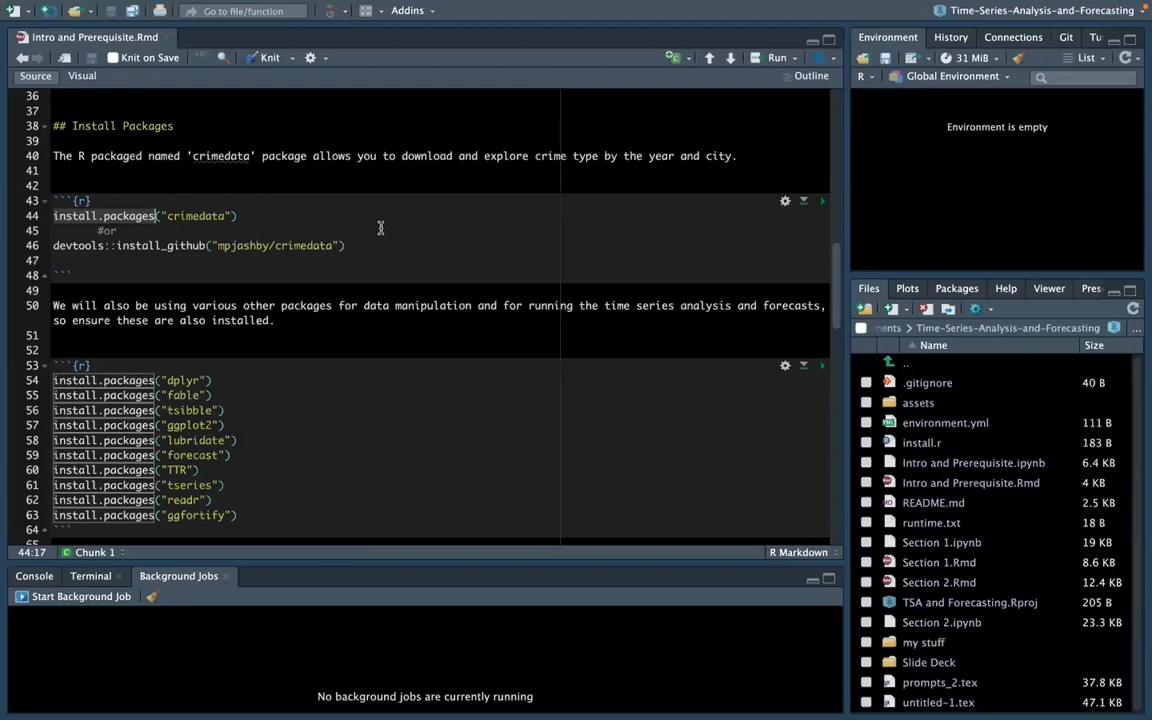 Go to file/function
Addins
Time-Series-Analysis-and-Forecasting
Intro and Prerequisite.Rmd
Knit on Save
Knit
Run
Source
Visual
Outline
36
37
38 ## Install Packages
39
40 The R packaged named 'crimedata' package allows you to download and explore crime type by the year and city.
41
42
43 ```{r}
44 install.packages("crimedata")
45 #or
46 devtools::install_github("mpjashby/crimedata")
47
48 ```
49
50 We will also be using various other packages for data manipulation and for running the time series analysis and forecasts,
so ensure these are also installed.
51
52
53 ```{r}
54 install.packages("dplyr")
55 install.packages("fable")
56 install.packages("tsibble")
57 install.packages("ggplot2")
58 install.packages("lubridate")
59 install.packages("forecast")
60 install.packages("TTR")
61 install.packages("tseries")
62 install.packages("readr")
63 install.packages("ggfortify")
64 ```
65
44:17
Chunk 1
R Markdown
Console
Terminal
Background Jobs
Start Background Job
No background jobs are currently running
Environment
History
Connections
Git
Tu
31 MiB
List
R
Global Environment
Environment is empty
Files
Plots
Packages
Help
Viewer
Pres
ments > Time-Series-Analysis-and-Forecasting
...
Name
Size
..
.gitignore 40 B
assets
environment.yml 111 B
install.r 183 B
Intro and Prerequisite.ipynb 6.4 KB
Intro and Prerequisite.Rmd 4 KB
README.md 2.5 KB
runtime.txt 18 B
Section 1.ipynb 19 KB
Section 1.Rmd 8.6 KB
Section 2.Rmd 12.4 KB
TSA and Forecasting.Rproj 205 B
Section 2.ipynb 23.3 KB
my stuff
Slide Deck
prompts_2.tex 37.8 KB
untitled-1.tex 47.1 KB